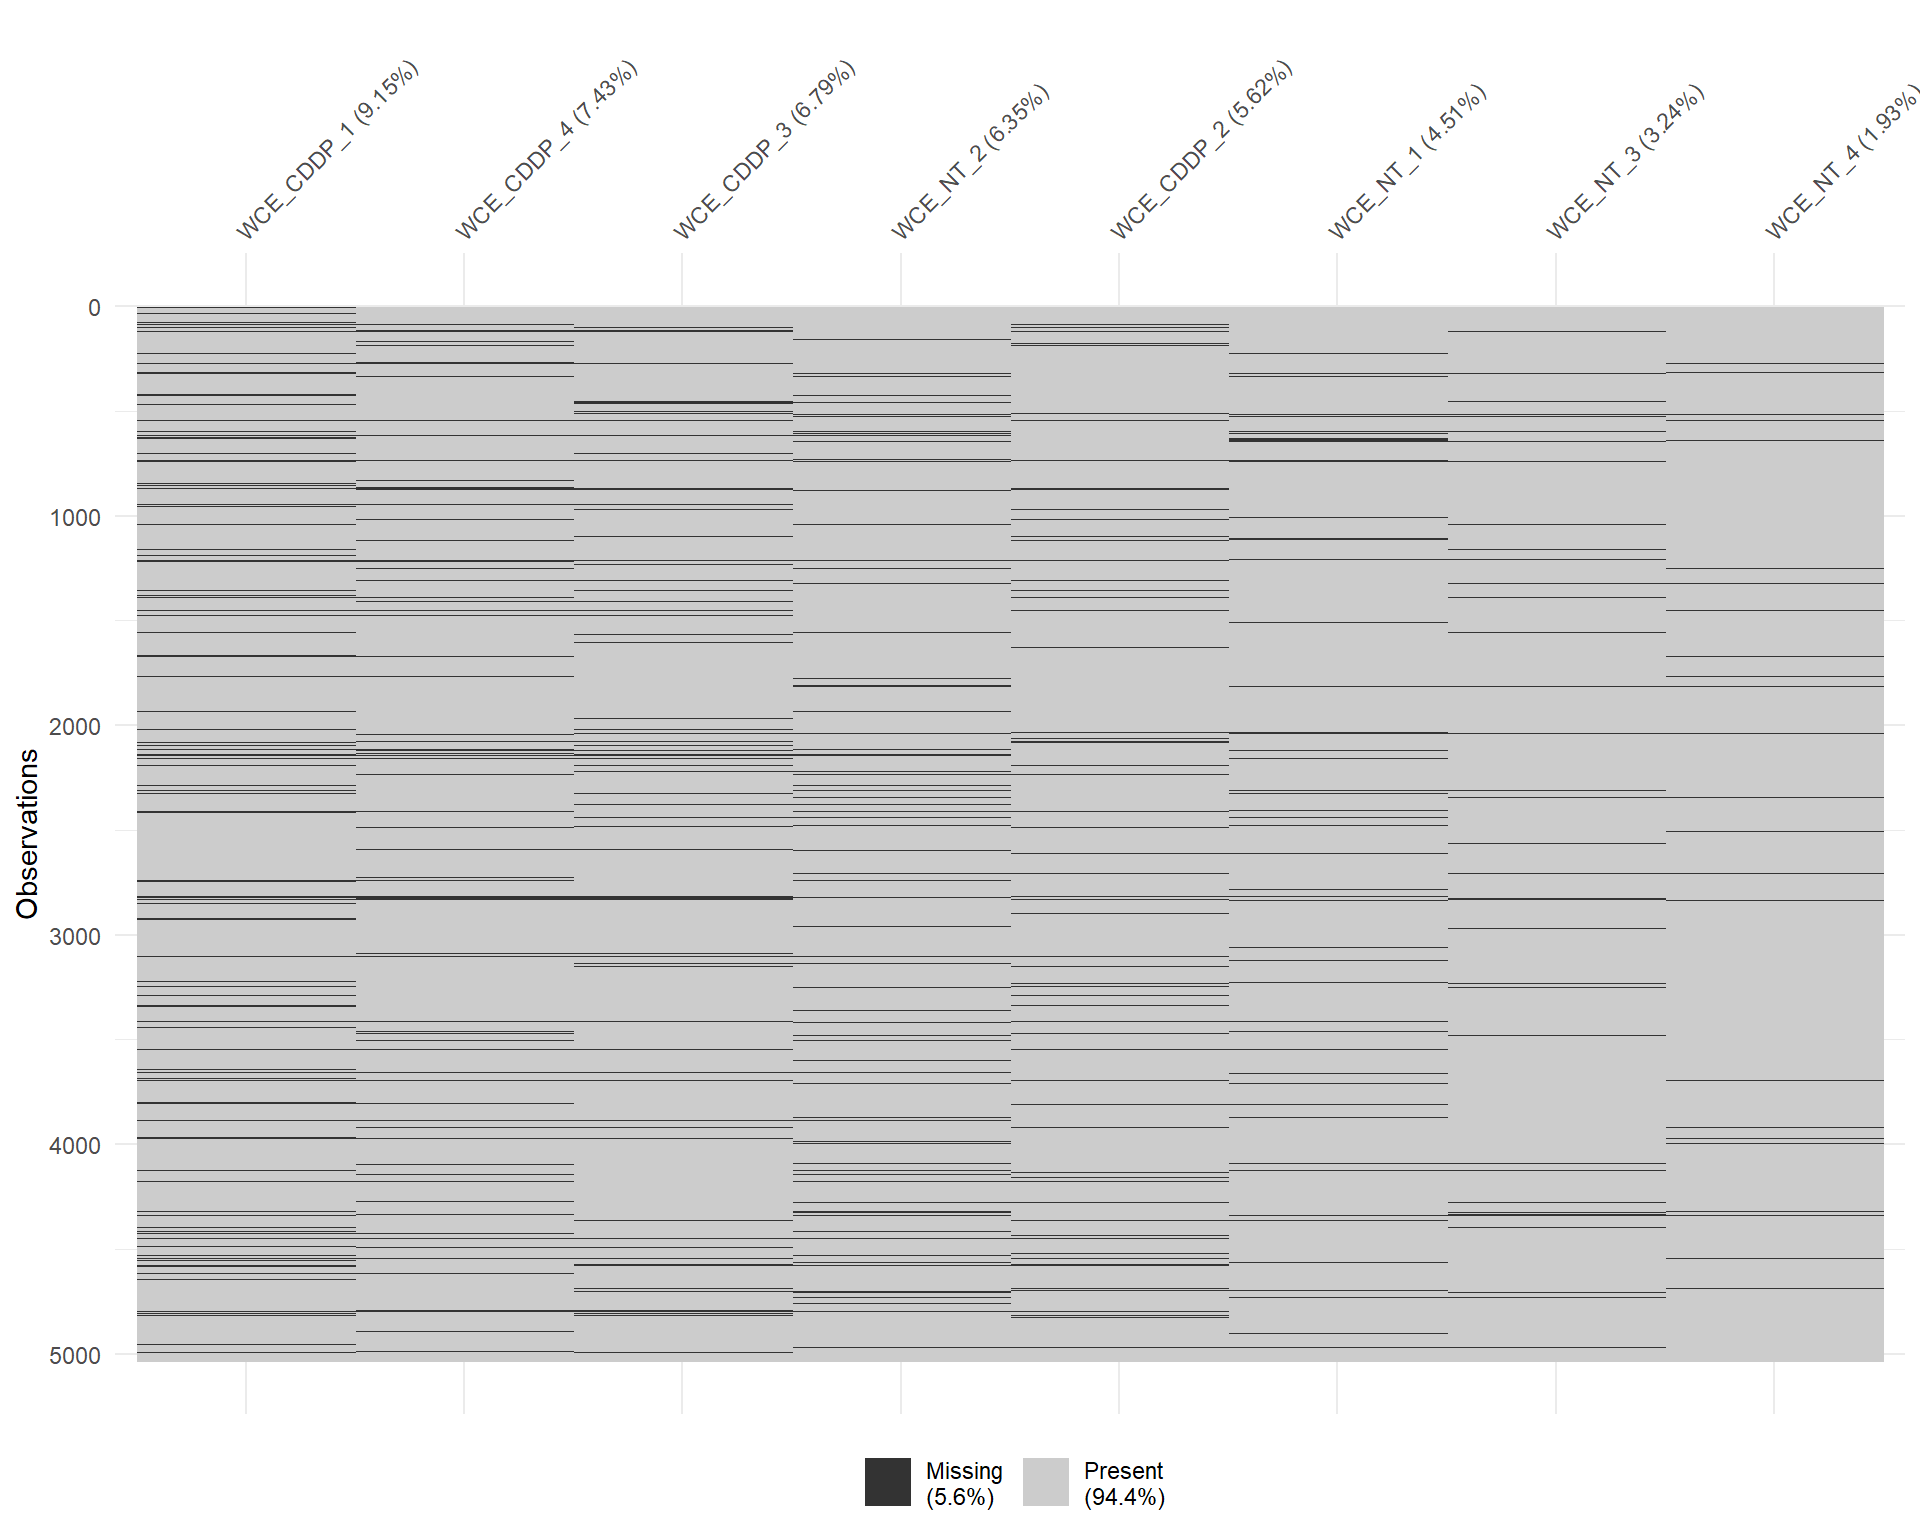 WCE_CDDP_1 (9.15%)
WCE_CDDP_4 (7.43%)
WCE_CDDP_3 (6.79%)
WCE_NT_2 (6.35%)
WCE_CDDP_2 (5.62%)
WCE_NT_1 (4.51%)
WCE_NT_3 (3.24%)
WCE_NT_4 (1.93%)
0
1000
2000
3000
4000
5000
Observations
Missing
(5.6%)
Present
(94.4%)